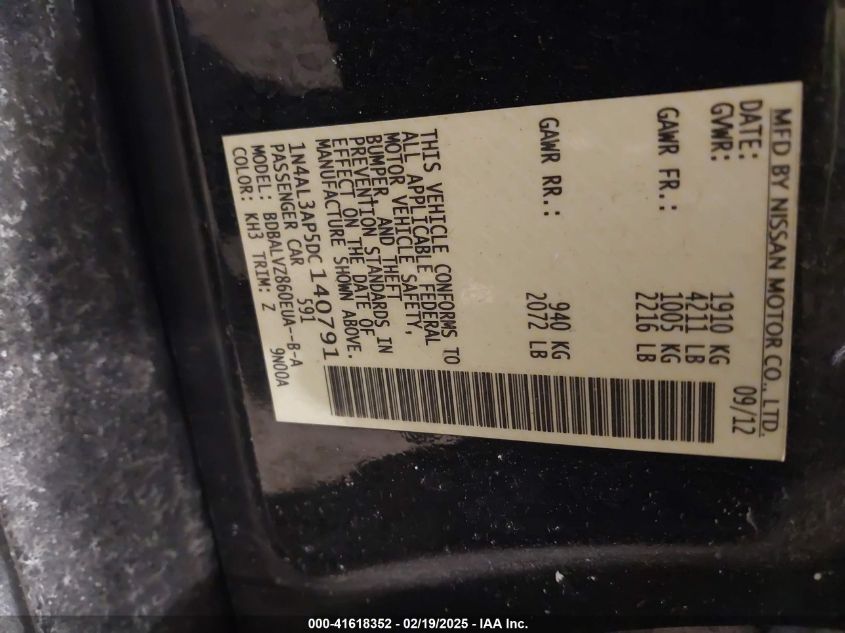 MFD BY NISSAN MOTOR CO., LTD.
DATE: 09/12
GVWR: 1910 KG
4211 LB
GAWR FR.: 1005 KG
2216 LB
GAWR RR.: 940 KG
2072 LB
THIS VEHICLE CONFORMS TO
ALL APPLICABLE FEDERAL
MOTOR VEHICLE SAFETY,
BUMPER, AND THEFT
PREVENTION STANDARDS IN
EFFECT ON THE DATE OF
MANUFACTURE SHOWN ABOVE.
1N4AL3AP5DC140791
PASSENGER CAR 591
MODEL: BDBALVZ860EUA--B-A
COLOR: KH3 TRIM: Z 9N00A
000-41618352 - 02/19/2025 - IAA Inc.